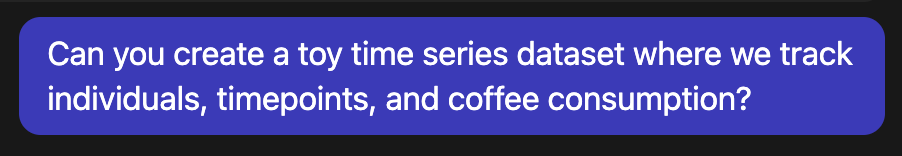 Can you create a toy time series dataset where we track
individuals, timepoints, and coffee consumption?